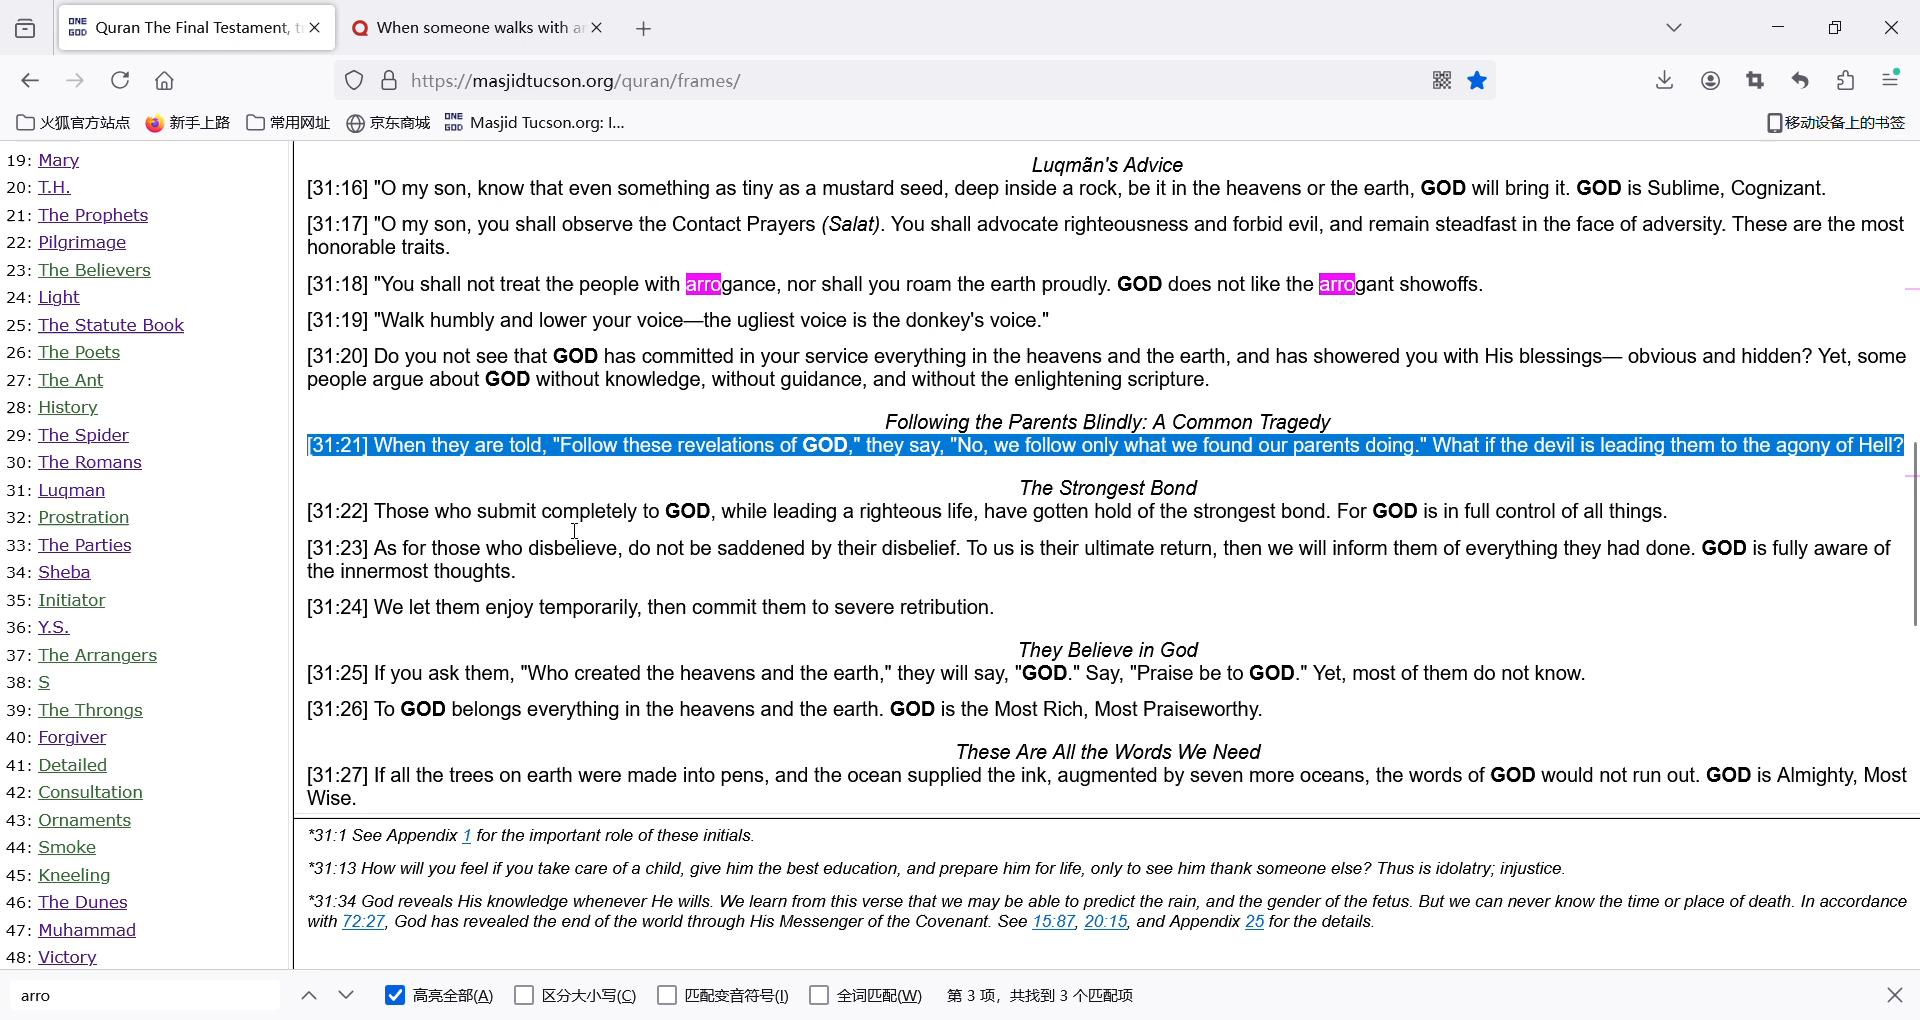 ONE GOD Quran The Final Testament, t
When someone walks with ar
https://masjidtucson.org/quran/frames/
火狐官方站点 新手上路 常用网址 京东商城 ONE GOD Masjid Tucson.org: I...
移动设备上的书签
19: Mary
20: T.H.
21: The Prophets
22: Pilgrimage
23: The Believers
24: Light
25: The Statute Book
26: The Poets
27: The Ant
28: History
29: The Spider
30: The Romans
31: Luqman
32: Prostration
33: The Parties
34: Sheba
35: Initiator
36: Y.S.
37: The Arrangers
38: S
39: The Throngs
40: Forgiver
41: Detailed
42: Consultation
43: Ornaments
44: Smoke
45: Kneeling
46: The Dunes
47: Muhammad
48: Victory
Luqmãn's Advice
[31:16] "O my son, know that even something as tiny as a mustard seed, deep inside a rock, be it in the heavens or the earth, GOD will bring it. GOD is Sublime, Cognizant.
[31:17] "O my son, you shall observe the Contact Prayers (Salat). You shall advocate righteousness and forbid evil, and remain steadfast in the face of adversity. These are the most
honorable traits.
[31:18] "You shall not treat the people with arrogance, nor shall you roam the earth proudly. GOD does not like the arrogant showoffs.
[31:19] "Walk humbly and lower your voice—the ugliest voice is the donkey's voice."
[31:20] Do you not see that GOD has committed in your service everything in the heavens and the earth, and has showered you with His blessings— obvious and hidden? Yet, some
people argue about GOD without knowledge, without guidance, and without the enlightening scripture.
Following the Parents Blindly: A Common Tragedy
[31:21] When they are told, "Follow these revelations of GOD," they say, "No, we follow only what we found our parents doing." What if the devil is leading them to the agony of Hell?
The Strongest Bond
[31:22] Those who submit completely to GOD, while leading a righteous life, have gotten hold of the strongest bond. For GOD is in full control of all things.
[31:23] As for those who disbelieve, do not be saddened by their disbelief. To us is their ultimate return, then we will inform them of everything they had done. GOD is fully aware of
the innermost thoughts.
[31:24] We let them enjoy temporarily, then commit them to severe retribution.
They Believe in God
[31:25] If you ask them, "Who created the heavens and the earth," they will say, "GOD." Say, "Praise be to GOD." Yet, most of them do not know.
[31:26] To GOD belongs everything in the heavens and the earth. GOD is the Most Rich, Most Praiseworthy.
These Are All the Words We Need
[31:27] If all the trees on earth were made into pens, and the ocean supplied the ink, augmented by seven more oceans, the words of GOD would not run out. GOD is Almighty, Most
Wise.
*31:1 See Appendix 1 for the important role of these initials.
*31:13 How will you feel if you take care of a child, give him the best education, and prepare him for life, only to see him thank someone else? Thus is idolatry; injustice.
*31:34 God reveals His knowledge whenever He wills. We learn from this verse that we may be able to predict the rain, and the gender of the fetus. But we can never know the time or place of death. In accordance
with 72:27, God has revealed the end of the world through His Messenger of the Covenant. See 15:87, 20:15, and Appendix 25 for the details.
arro 高亮全部(A) 区分大小写(C) 匹配变音符号(I) 全词匹配(W) 第 3 项，共找到 3 个匹配项